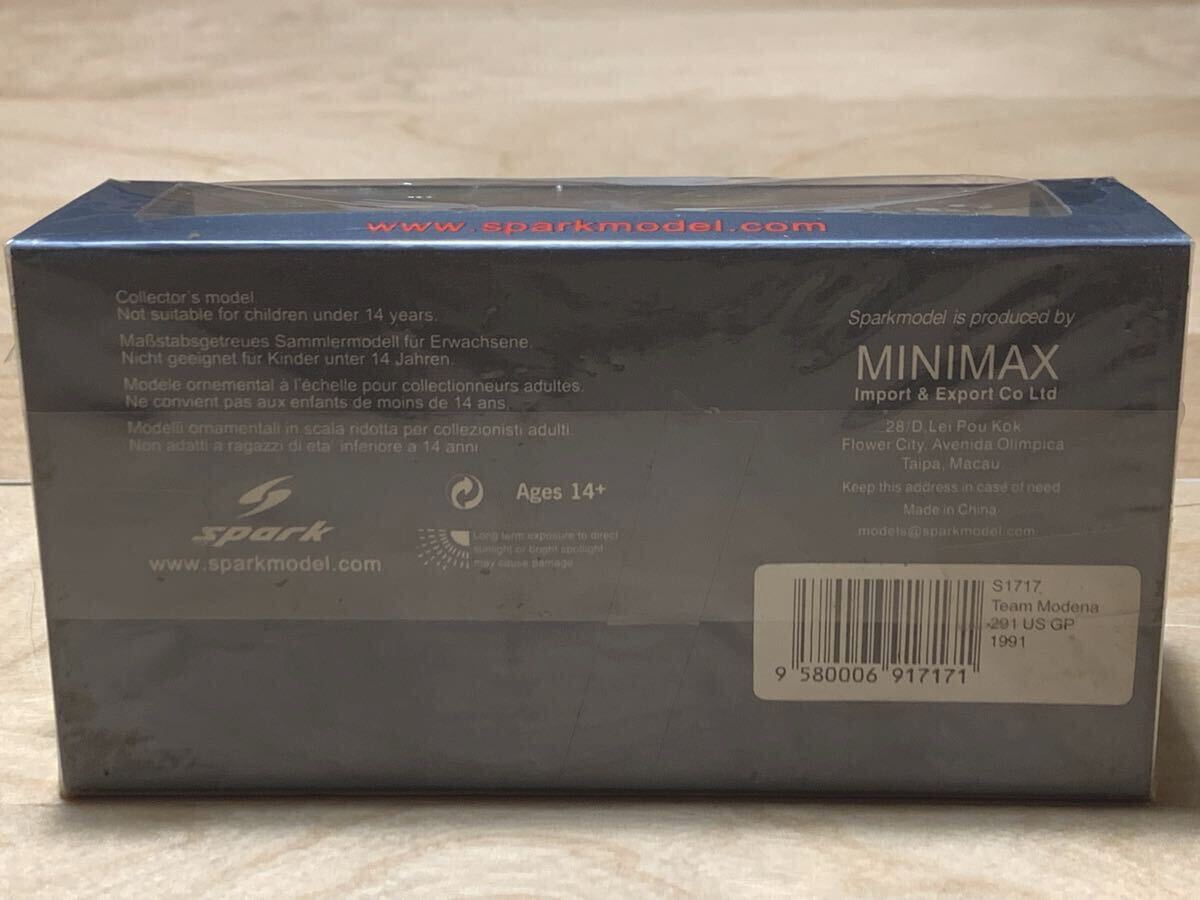 www.sparkmodel.com
Collector's model
Not suitable for children under 14 years.
Maßstabsgetreues Sammlermodell für Erwachsene.
Nicht geeignet für Kinder unter 14 Jahren.
Modele ornemental à l'échelle pour collectionneurs adultes.
Ne convient pas aux enfants de moins de 14 ans.
Modelli ornamentali in scala ridotta per collezionisti adulti.
Non adatti a ragazzi di eta' inferiore a 14 anni
spark
www.sparkmodel.com
Ages 14+
Long term exposure to direct
sunlight or bright spotlight
may cause damage
Sparkmodel is produced by
MINIMAX
Import & Export Co Ltd
28/D, Lei Pou Kok
Flower City, Avenida Olimpica
Taipa, Macau
Keep this address in case of need
Made in China
models@sparkmodel.com
S1717
Team Modena
291 US GP
1991
9 580006 917171